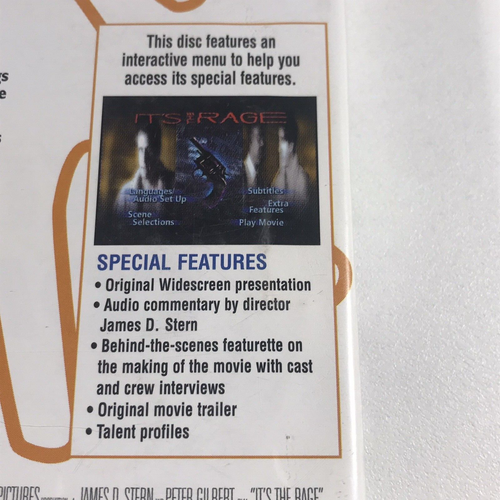 This disc features an
interactive menu to help you
access its special features.
gs
e
s
IT'S THE RAGE
Languages/
Audio Set Up
Subtitles
Scene
Selections
Extra
Features
Play Movie
SPECIAL FEATURES
• Original Widescreen presentation
• Audio commentary by director
James D. Stern
• Behind-the-scenes featurette on
the making of the movie with cast
and crew interviews
• Original movie trailer
• Talent profiles
PICTURES JAMES D. STERN PETER GILBERT "IT'S THE RAGE"